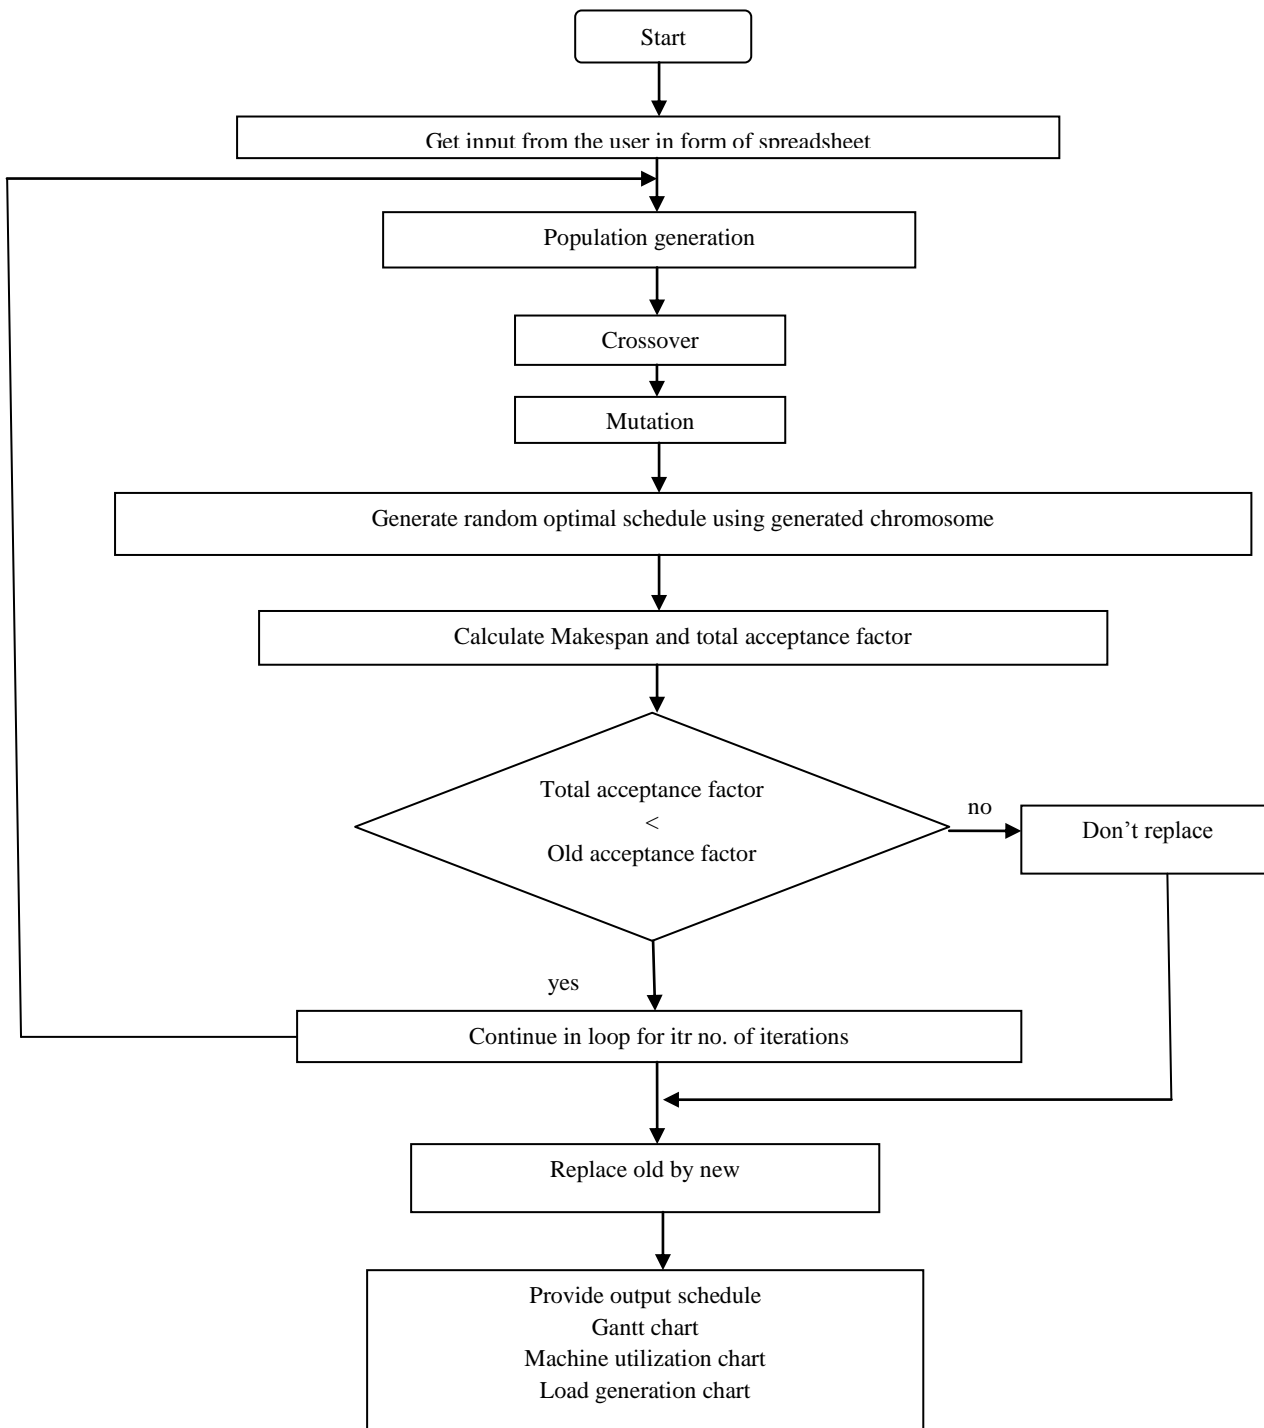 Start
Get input from the user in form of spreadsheet
Population generation
Crossover
Mutation
Generate random optimal schedule using generated chromosome
Calculate Makespan and total acceptance factor
Total acceptance factor
<
Old acceptance factor
no
Don’t replace
yes
Continue in loop for itr no. of iterations
Replace old by new
Provide output schedule
Gantt chart
Machine utilization chart
Load generation chart